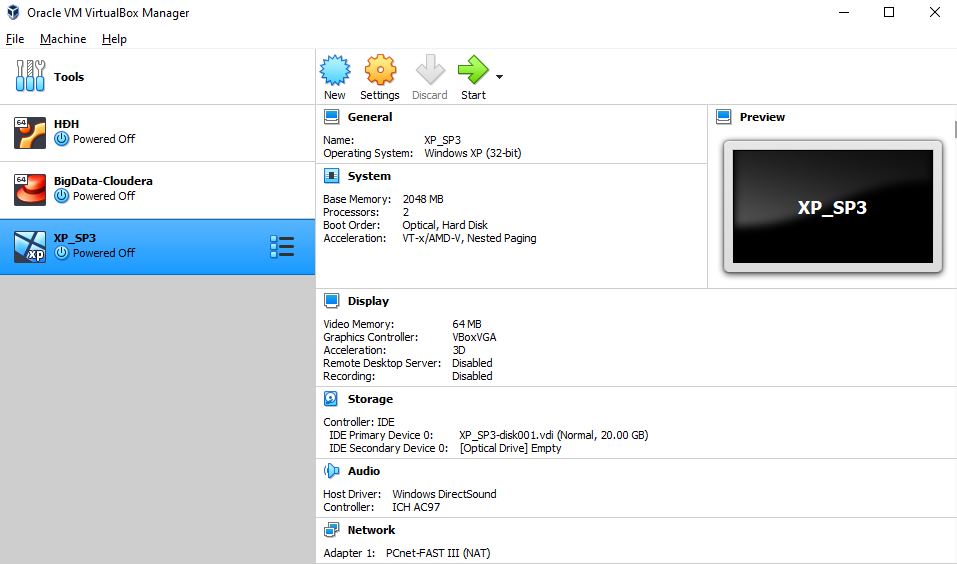 Oracle VM VirtualBox Manager
File Machine Help
Tools
New Settings Discard Start
64
HĐH
Powered Off
64
BigData-Cloudera
Powered Off
xp
XP_SP3
Powered Off
General
Name: XP_SP3
Operating System: Windows XP (32-bit)
System
Base Memory: 2048 MB
Processors: 2
Boot Order: Optical, Hard Disk
Acceleration: VT-x/AMD-V, Nested Paging
Preview
XP_SP3
Display
Video Memory: 64 MB
Graphics Controller: VBoxVGA
Acceleration: 3D
Remote Desktop Server: Disabled
Recording: Disabled
Storage
Controller: IDE
IDE Primary Device 0: XP_SP3-disk001.vdi (Normal, 20.00 GB)
IDE Secondary Device 0: [Optical Drive] Empty
Audio
Host Driver: Windows DirectSound
Controller: ICH AC97
Network
Adapter 1: PCnet-FAST III (NAT)